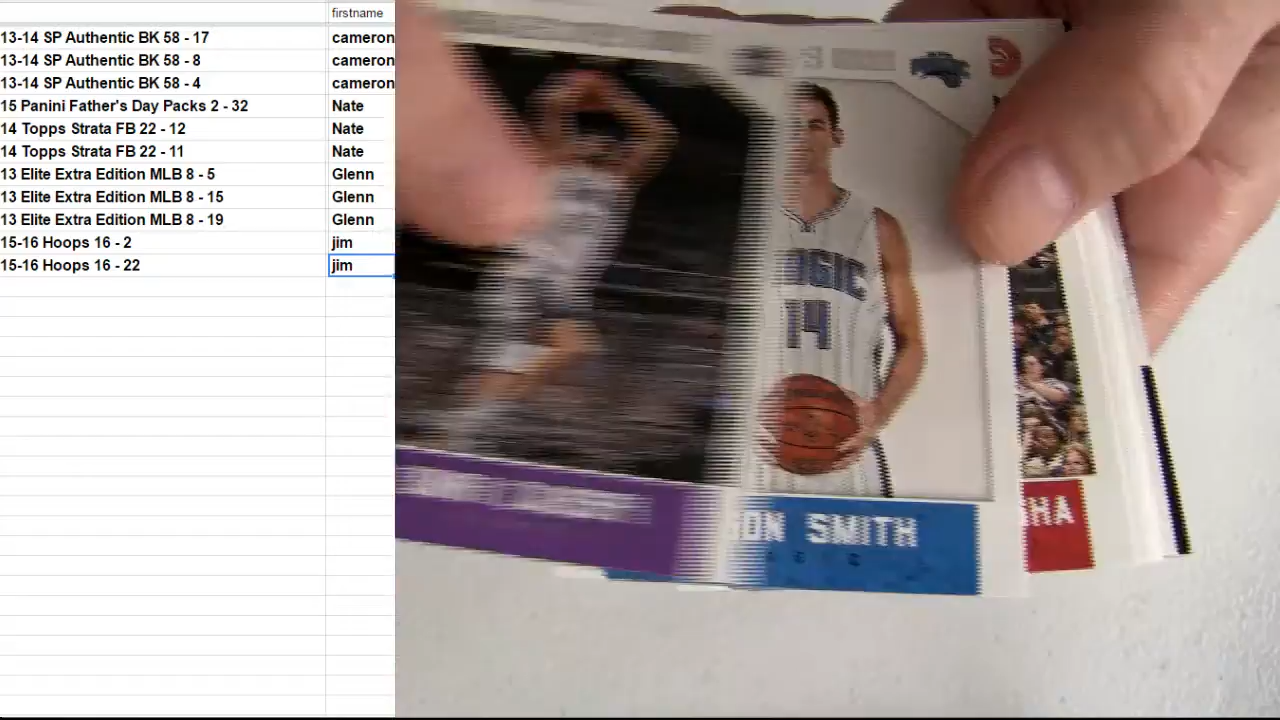 firstname
13-14 SP Authentic BK 58 - 17 cameron
13-14 SP Authentic BK 58 - 8 cameron
13-14 SP Authentic BK 58 - 4 cameron
15 Panini Father's Day Packs 2 - 32 Nate
14 Topps Strata FB 22 - 12 Nate
14 Topps Strata FB 22 - 11 Nate
13 Elite Extra Edition MLB 8 - 5 Glenn
13 Elite Extra Edition MLB 8 - 15 Glenn
13 Elite Extra Edition MLB 8 - 19 Glenn
15-16 Hoops 16 - 2 jim
15-16 Hoops 16 - 22 jim
AGIC
14
ON SMITH
HA